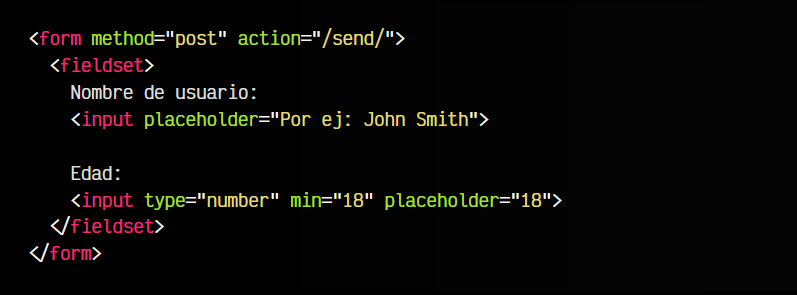 <form method="post" action="/send/">
<fieldset>
Nombre de usuario:
<input placeholder="Por ej: John Smith">
Edad:
<input type="number" min="18" placeholder="18">
</fieldset>
</form>